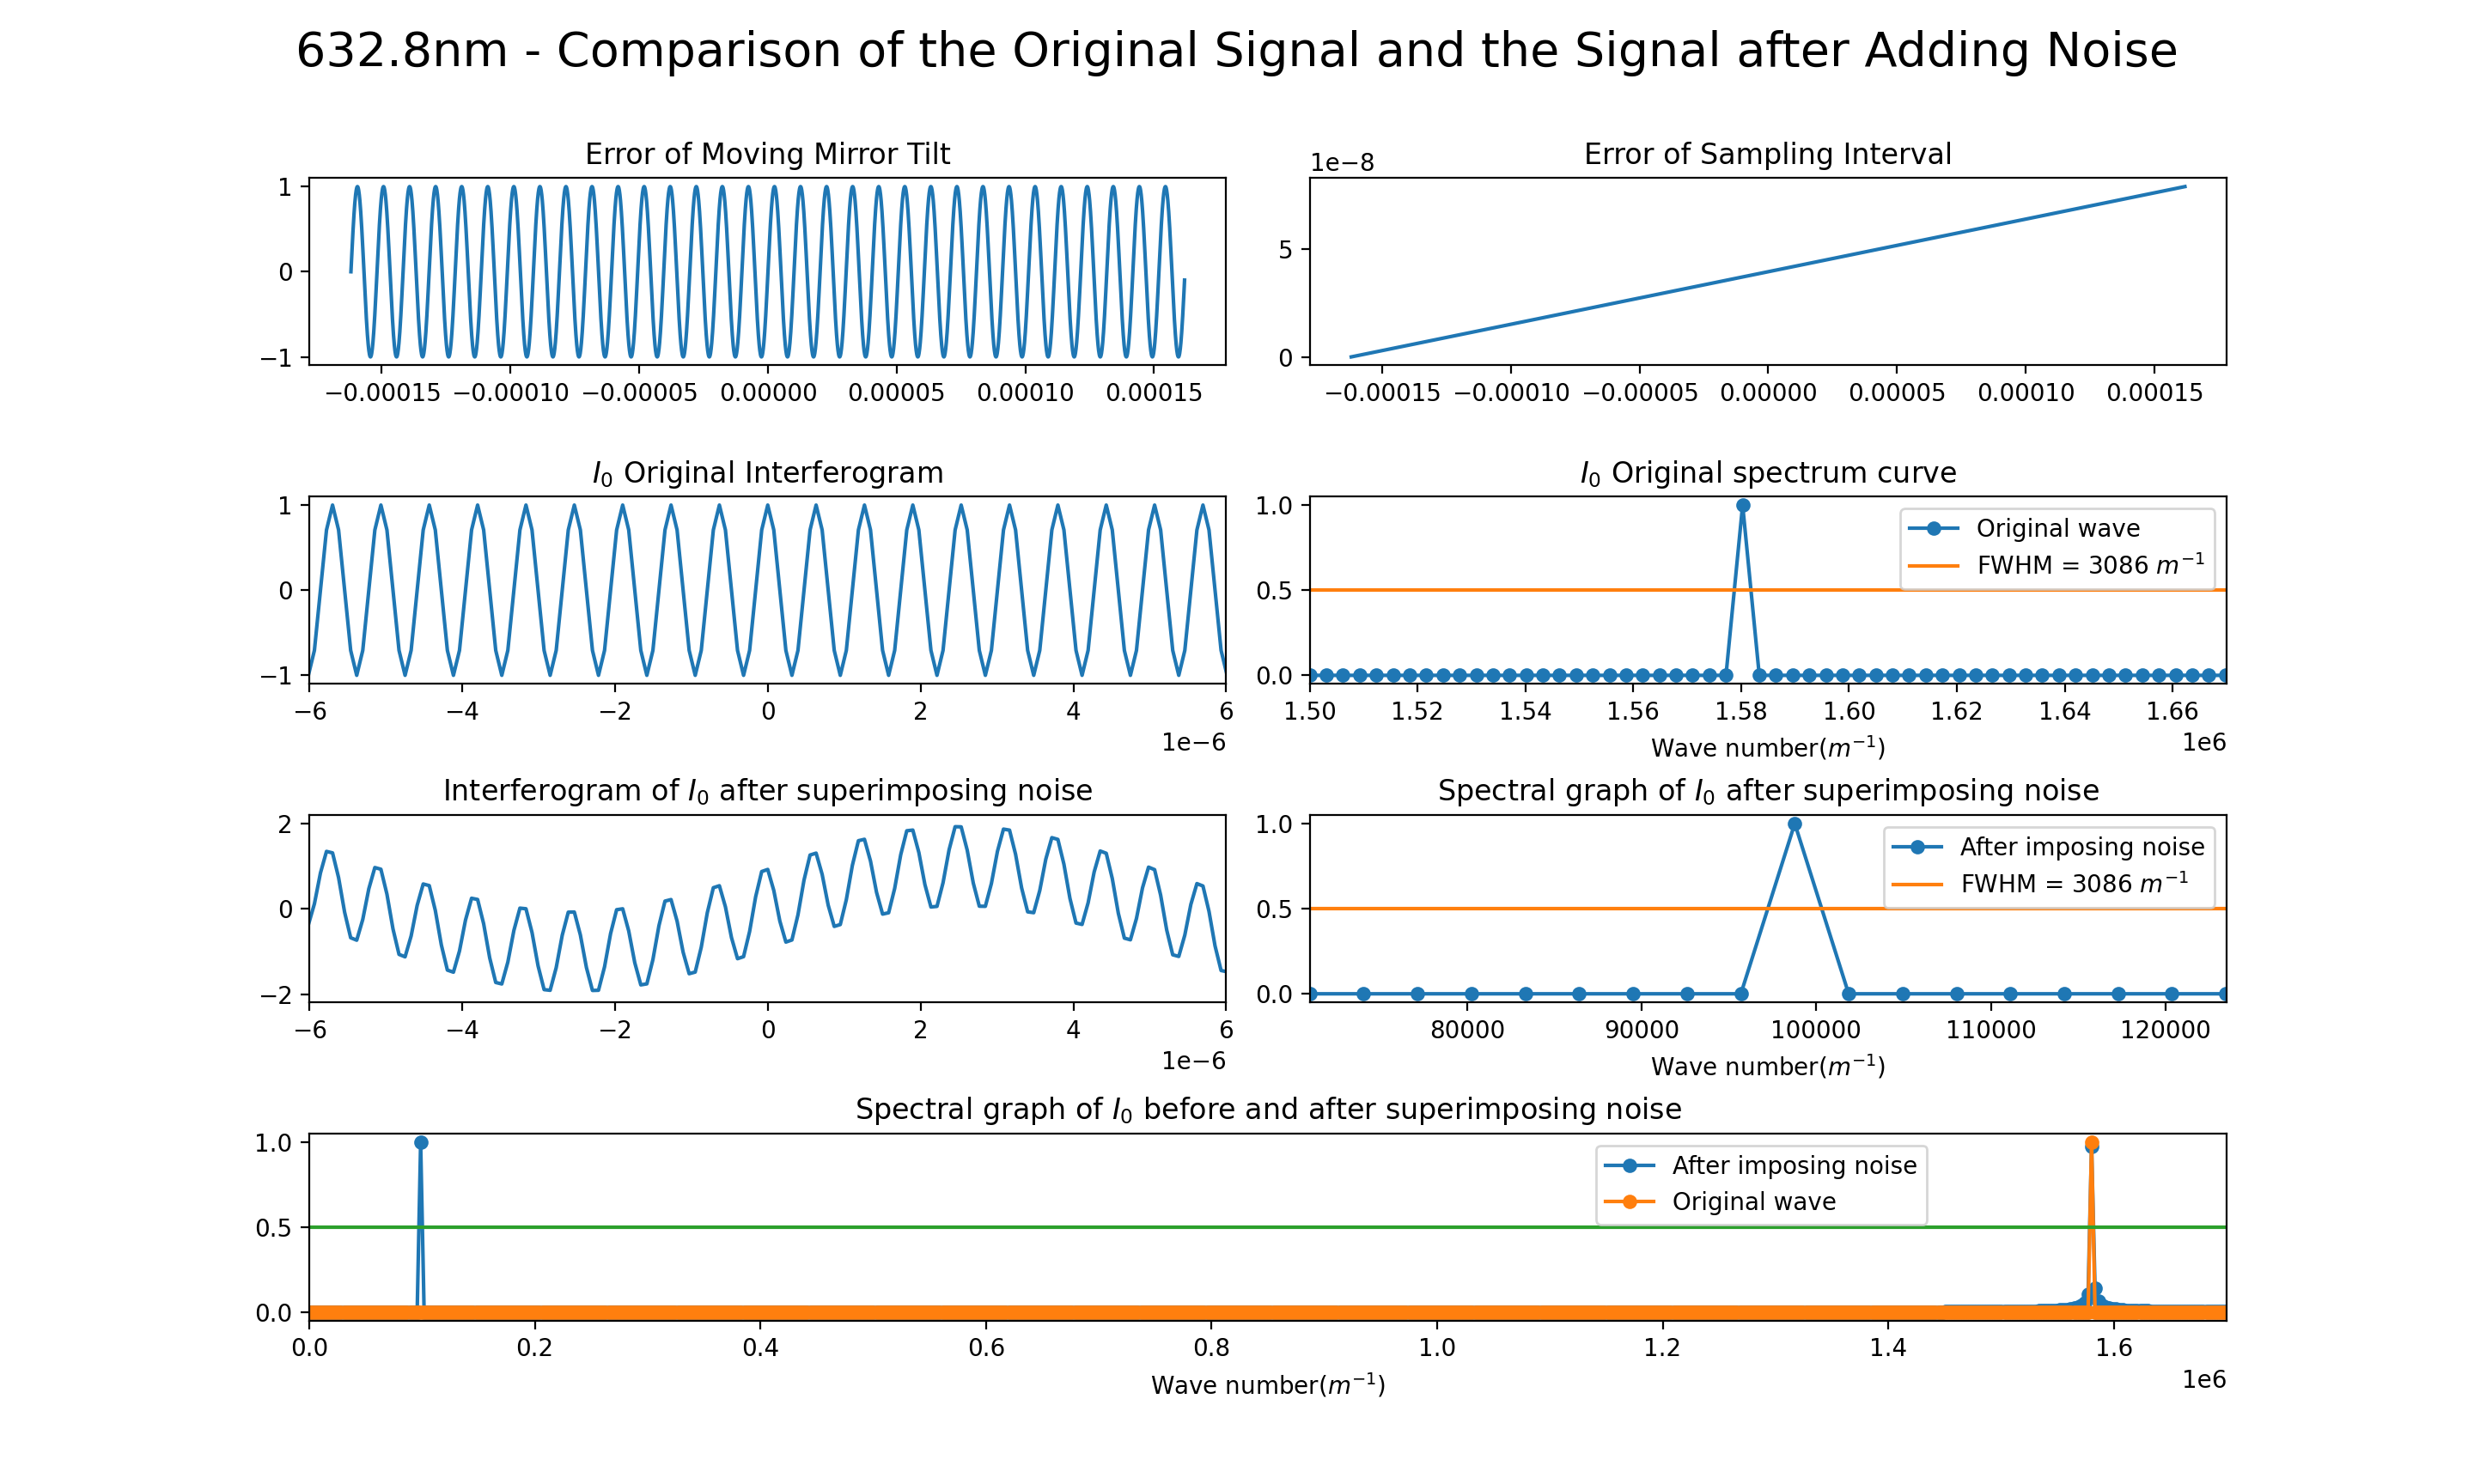 632.8nm - Comparison of the Original Signal and the Signal after Adding Noise
Error of Moving Mirror Tilt
1
0
−1
−0.00015 −0.00010 −0.00005 0.00000 0.00005 0.00010 0.00015
Error of Sampling Interval
1e−8
5
0
−0.00015 −0.00010 −0.00005 0.00000 0.00005 0.00010 0.00015
I₀ Original Interferogram
1
0
−1
−6 −4 −2 0 2 4 6
1e−6
I₀ Original spectrum curve
1.0
0.5
0.0
Original wave
FWHM = 3086 m⁻¹
1.50 1.52 1.54 1.56 1.58 1.60 1.62 1.64 1.66
1e6
Wave number(m⁻¹)
Interferogram of I₀ after superimposing noise
2
0
−2
−6 −4 −2 0 2 4 6
1e−6
Spectral graph of I₀ after superimposing noise
1.0
0.5
0.0
After imposing noise
FWHM = 3086 m⁻¹
80000 90000 100000 110000 120000
Wave number(m⁻¹)
Spectral graph of I₀ before and after superimposing noise
1.0
0.5
0.0
After imposing noise
Original wave
0.0 0.2 0.4 0.6 0.8 1.0 1.2 1.4 1.6
1e6
Wave number(m⁻¹)